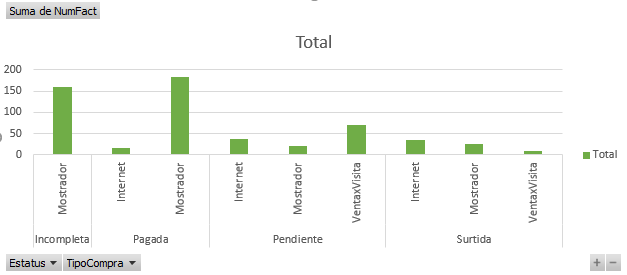 Suma de NumFact
Total
200
150
100
50
0
Mostrador
Internet
Mostrador
Internet
Mostrador
VentaxVisita
Internet
Mostrador
VentaxVisita
Incompleta
Pagada
Pendiente
Surtida
Total
Estatus
TipoCompra